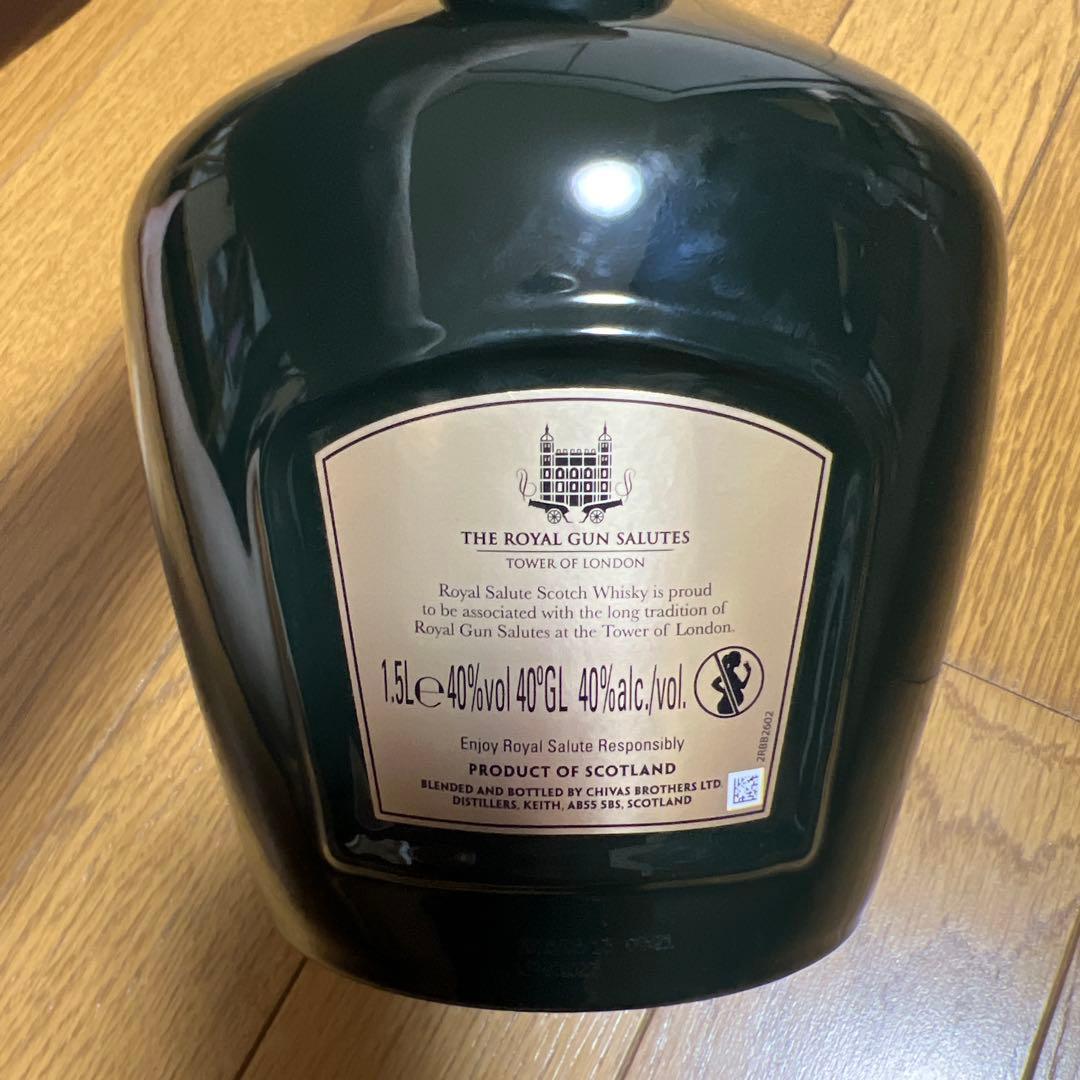 THE ROYAL GUN SALUTES
TOWER OF LONDON
Royal Salute Scotch Whisky is proud
to be associated with the long tradition of
Royal Gun Salutes at the Tower of London.
1.5L℮ 40%vol 40ºGL 40%alc./vol.
Enjoy Royal Salute Responsibly
2RBB2602
PRODUCT OF SCOTLAND
BLENDED AND BOTTLED BY CHIVAS BROTHERS LTD.
DISTILLERS, KEITH, AB55 5BS, SCOTLAND